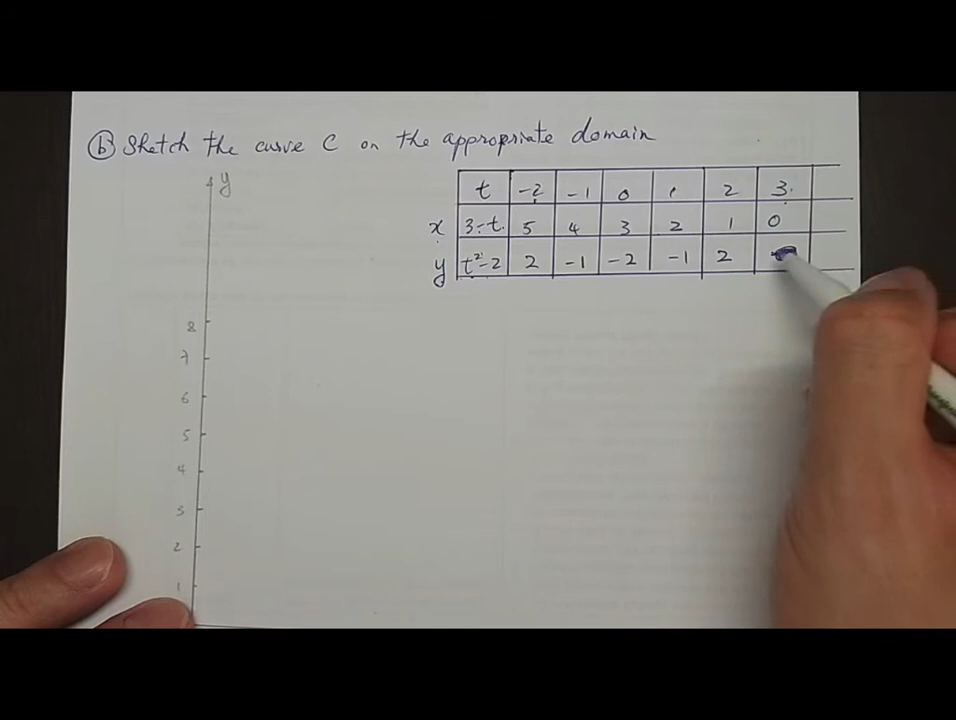 ⓑ Sketch the curve C on the appropriate domain
y
t -2 -1 0 1 2 3
x 3-t 5 4 3 2 1 0
y t²-2 2 -1 -2 -1 2
8
7
6
5
4
3
2
1